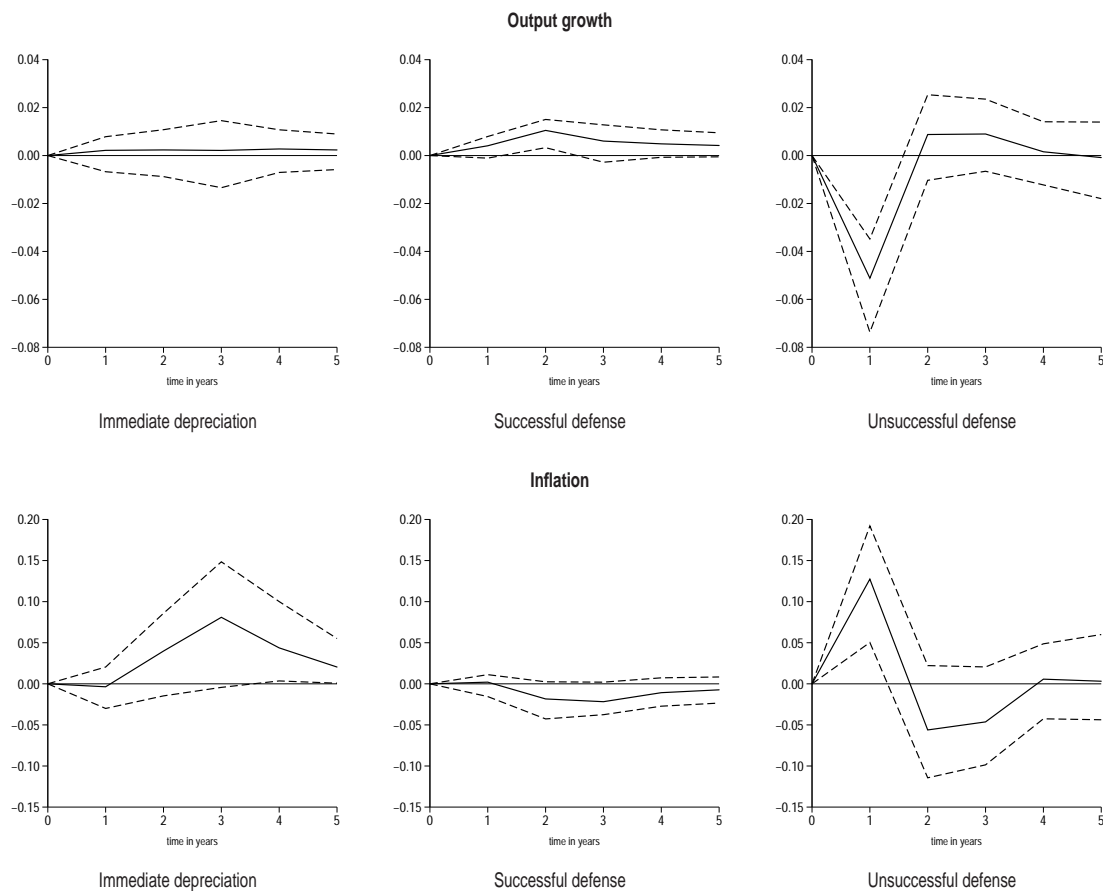 Output growth
0.04 0.04 0.04
0.02 0.02 0.02
0.00 0.00 0.00
–0.02 –0.02 –0.02
–0.04 –0.04 –0.04
–0.06 –0.06 –0.06
–0.08 –0.08 –0.08
0 1 2 3 4 5 0 1 2 3 4 5 0 1 2 3 4 5
time in years time in years time in years
Immediate depreciation Successful defense Unsuccessful defense
Inflation
0.20 0.20 0.20
0.15 0.15 0.15
0.10 0.10 0.10
0.05 0.05 0.05
0.00 0.00 0.00
–0.05 –0.05 –0.05
–0.10 –0.10 –0.10
–0.15 –0.15 –0.15
0 1 2 3 4 5 0 1 2 3 4 5 0 1 2 3 4 5
time in years time in years time in years
Immediate depreciation Successful defense Unsuccessful defense